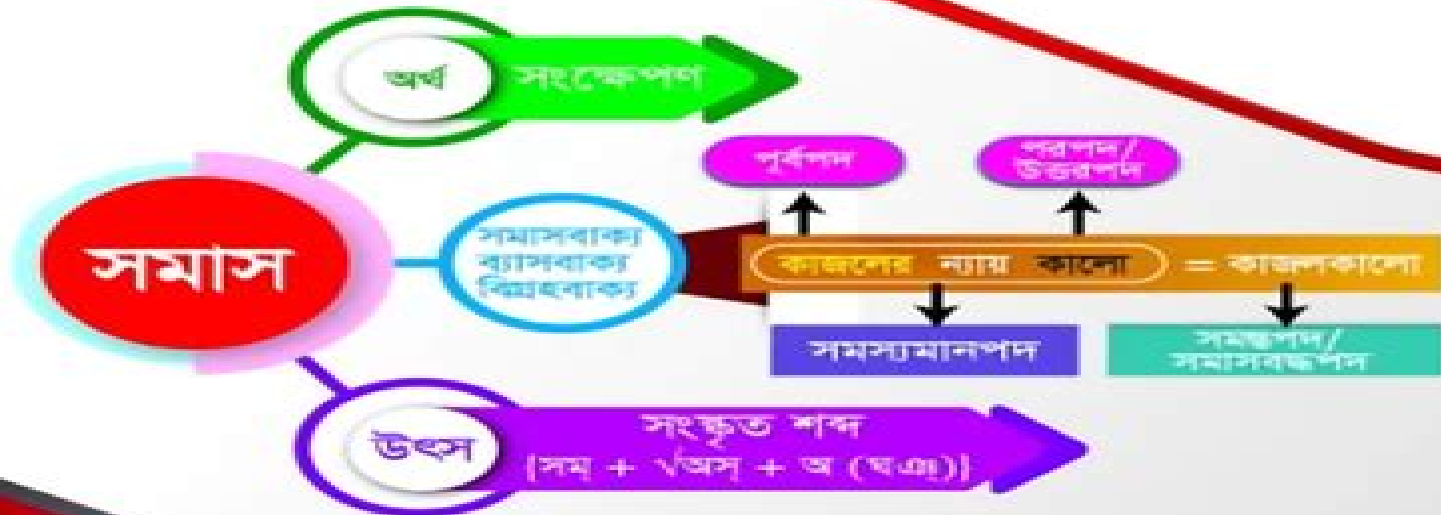 অর্থ
সংক্ষেপণ
সমাস
সমাসবাক্য
ব্যাসবাক্য
বিগ্রহবাক্য
পূর্বপদ
পরপদ/
উত্তরপদ
কাজলের ন্যায় কালো = কাজলকালো
সমস্যমানপদ
সমস্তপদ/
সমাসবদ্ধপদ
উৎস
সংস্কৃত শব্দ
[সম্ + √অস্ + অ (ঘঞ্)]